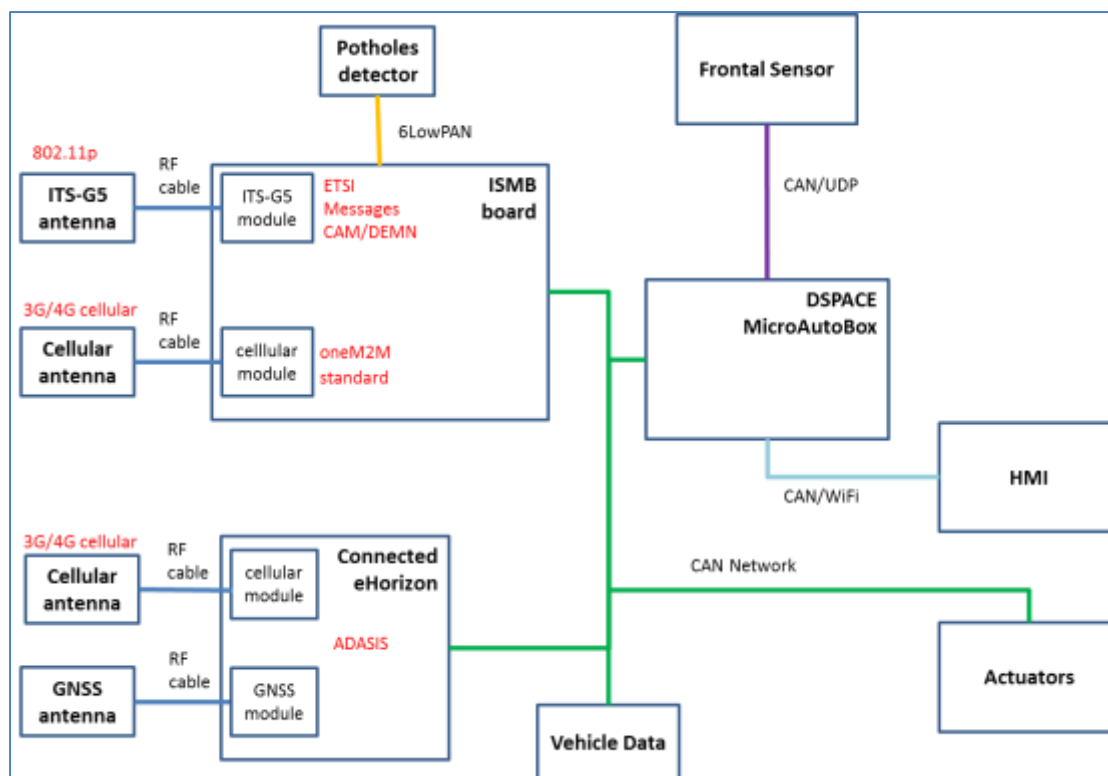 Potholes
detector
Frontal Sensor
6LowPAN
802.11p
RF
cable
ITS-G5
antenna
ITS-G5
module
ETSI
Messages
CAM/DEMN
ISMB
board
CAN/UDP
3G/4G cellular
RF
cable
Cellular
antenna
celllular
module
oneM2M
standard
DSPACE
MicroAutoBox
CAN/WiFi
HMI
3G/4G cellular
RF
cable
Cellular
antenna
cellular
module
Connected
eHorizon
ADASIS
CAN Network
RF
cable
GNSS
antenna
GNSS
module
Actuators
Vehicle Data